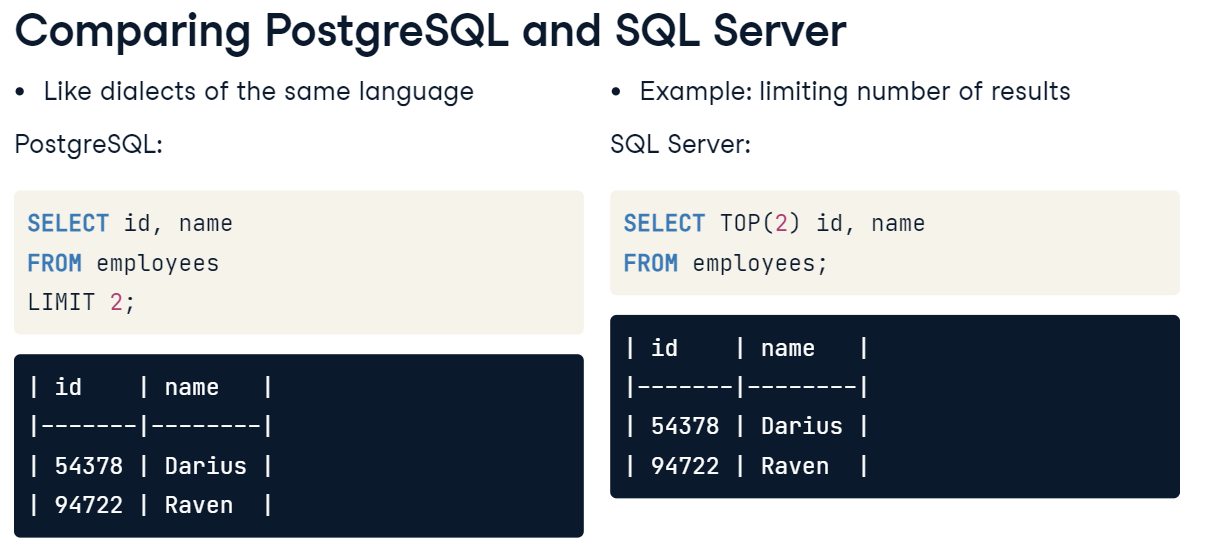 Comparing PostgreSQL and SQL Server
• Like dialects of the same language
PostgreSQL:
SELECT id, name
FROM employees
LIMIT 2;
| id    | name   |
|-------|--------|
| 54378 | Darius |
| 94722 | Raven  |
• Example: limiting number of results
SQL Server:
SELECT TOP(2) id, name
FROM employees;
| id    | name   |
|-------|--------|
| 54378 | Darius |
| 94722 | Raven  |